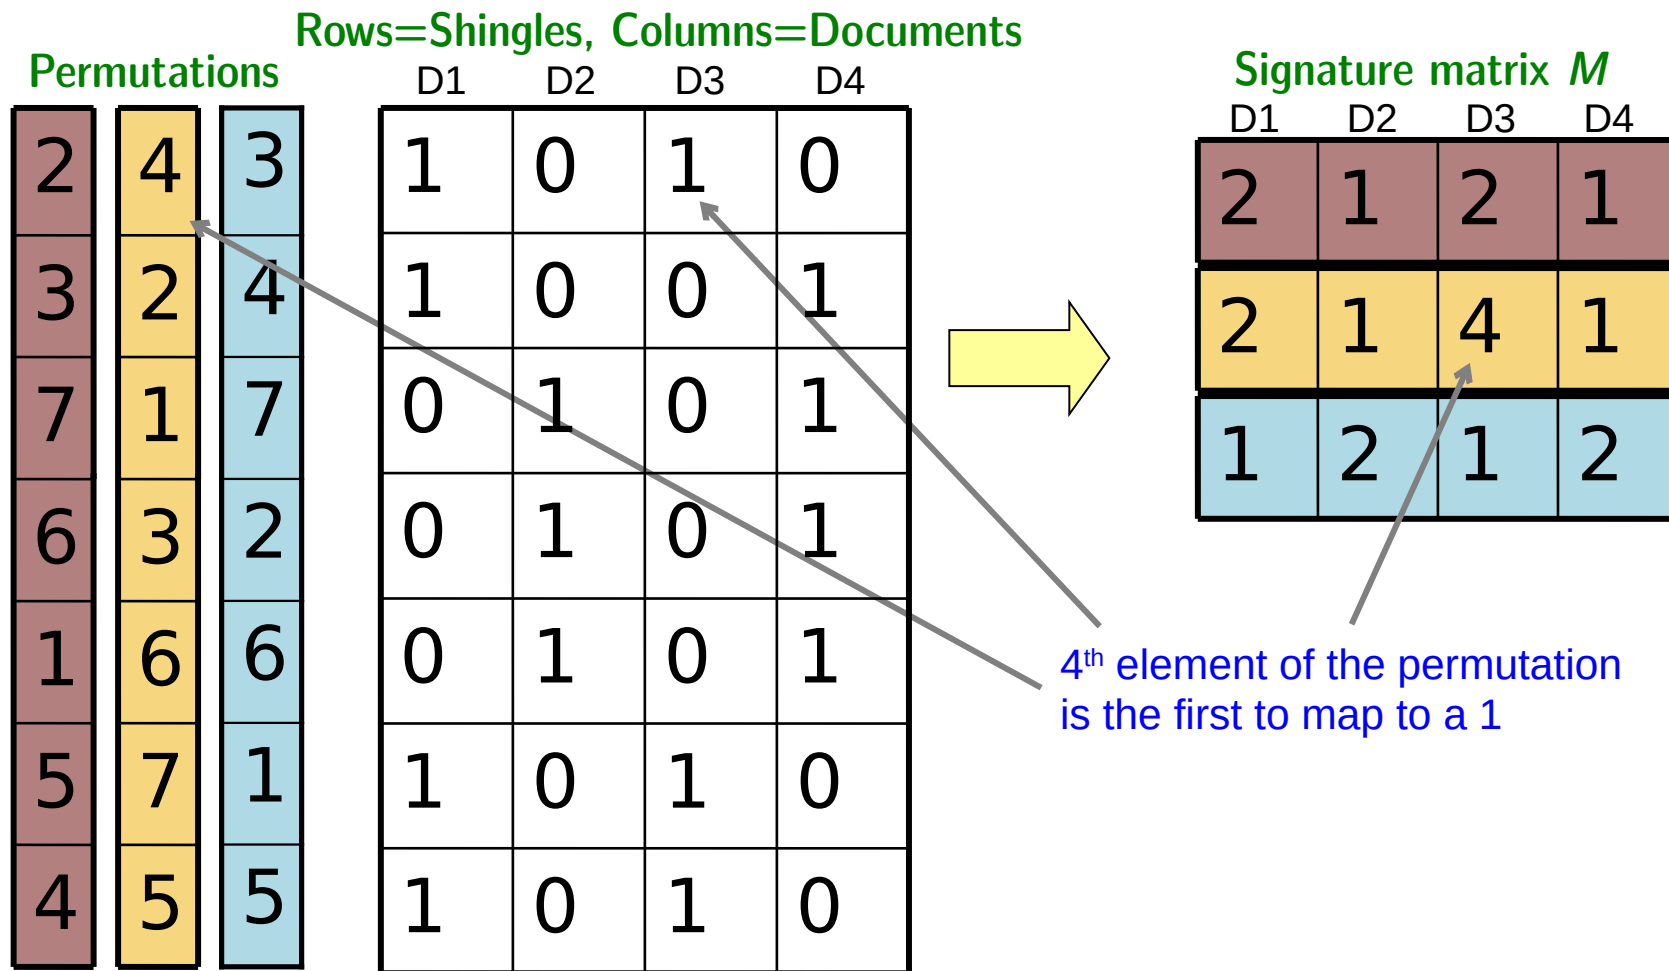 Rows=Shingles, Columns=Documents
Permutations
Signature matrix M
D1 D2 D3 D4
D1 D2 D3 D4
2 4 3 1 0 1 0
3 2 4 1 0 0 1
7 1 7 0 1 0 1
6 3 2 0 1 0 1
1 6 6 0 1 0 1
5 7 1 1 0 1 0
4 5 5 1 0 1 0
2 1 2 1
2 1 4 1
1 2 1 2
4th element of the permutation
is the first to map to a 1